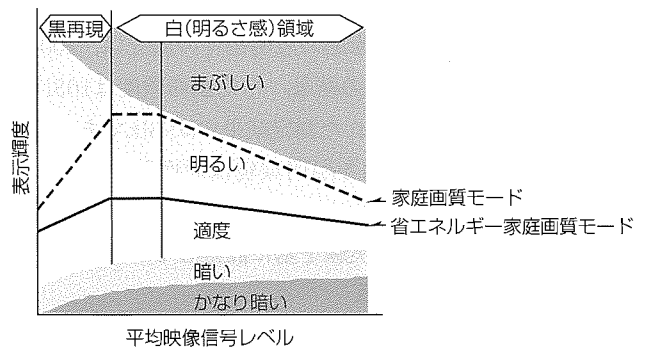 黒再現
白(明るさ感)領域
まぶしい
表示輝度
明るい
家庭画質モード
適度
省エネルギー家庭画質モード
暗い
かなり暗い
平均映像信号レベル